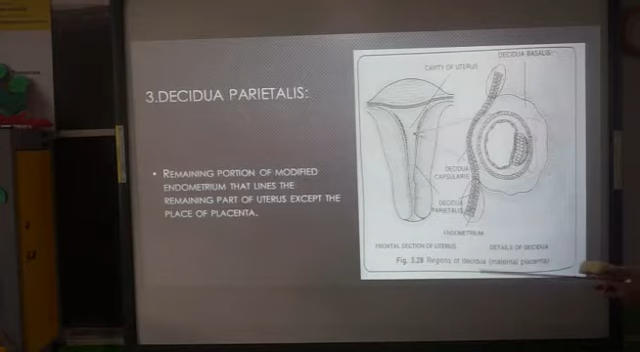 3.DECIDUA PARIETALIS:
• REMAINING PORTION OF MODIFIED
ENDOMETRIUM THAT LINES THE
REMAINING PART OF UTERUS EXCEPT THE
PLACE OF PLACENTA.
DECIDUA BASALIS
CAVITY OF UTERUS
DECIDUA
CAPSULARIS
DECIDUA
PARIETALIS
ENDOMETRIUM
FRONTAL SECTION OF UTERUS
DETAILS OF DECIDUA
Fig. 3.28 Regions of decidua (maternal placenta)